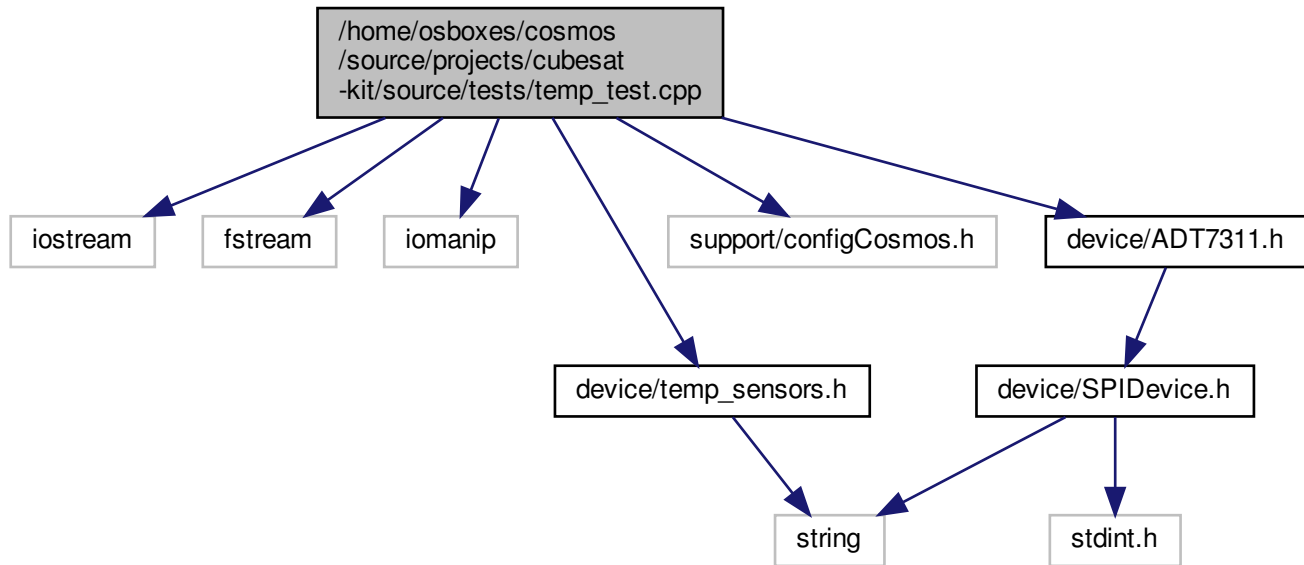 /home/osboxes/cosmos
/source/projects/cubesat
-kit/source/tests/temp_test.cpp
iostream
fstream
iomanip
support/configCosmos.h
device/ADT7311.h
device/temp_sensors.h
device/SPIDevice.h
string
stdint.h